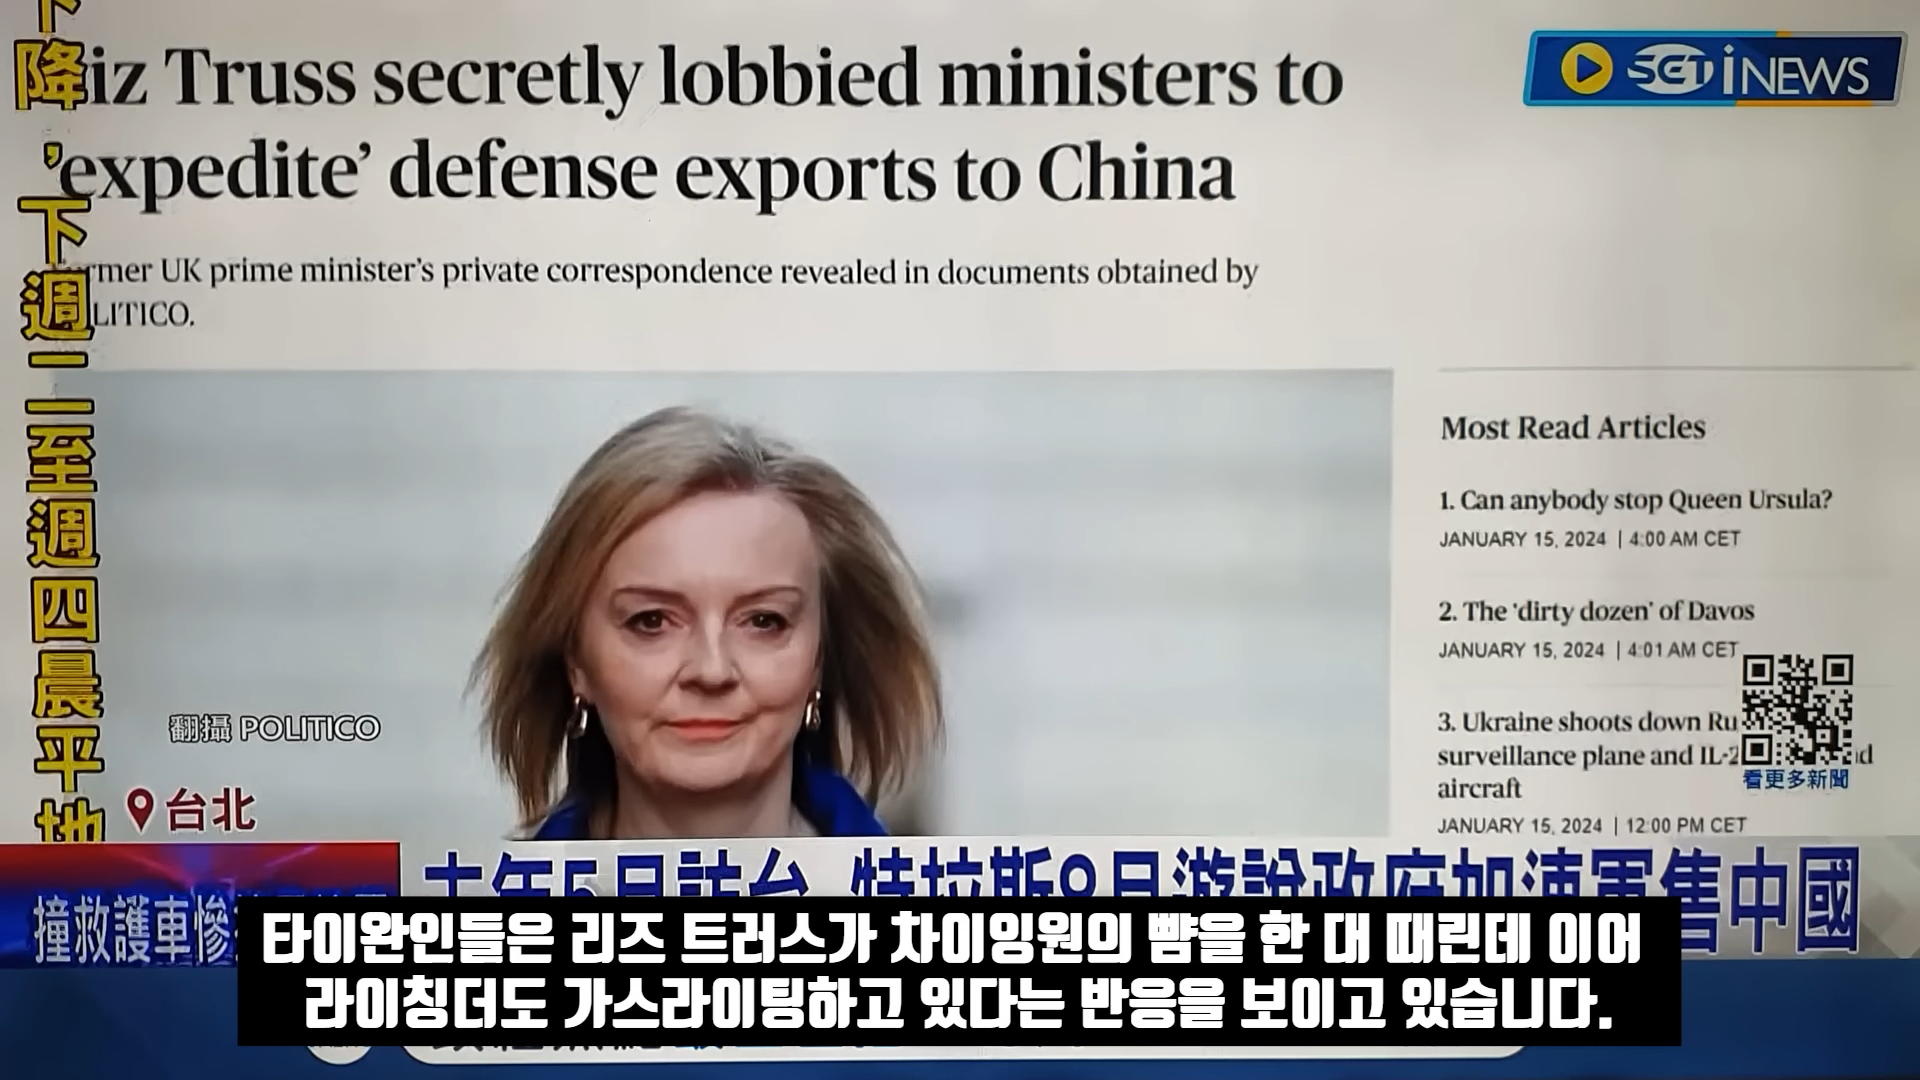 降
下週二至週四晨平地
iz Truss secretly lobbied ministers to
'expedite' defense exports to China
mer UK prime minister's private correspondence revealed in documents obtained by
LITICO.
SET iNEWS
Most Read Articles
1. Can anybody stop Queen Ursula?
JANUARY 15, 2024 | 4:00 AM CET
2. The 'dirty dozen' of Davos
JANUARY 15, 2024 | 4:01 AM CET
3. Ukraine shoots down Ru
surveillance plane and IL-2
aircraft
JANUARY 15, 2024 | 12:00 PM CET
看更多新聞
翻攝 POLITICO
台北
去年5月訪台 特拉斯8月遊說政府加速軍售中國
撞救護車慘
타이완인들은 리즈 트러스가 차이잉원의 뺨을 한 대 때린데 이어
라이칭더도 가스라이팅하고 있다는 반응을 보이고 있습니다.